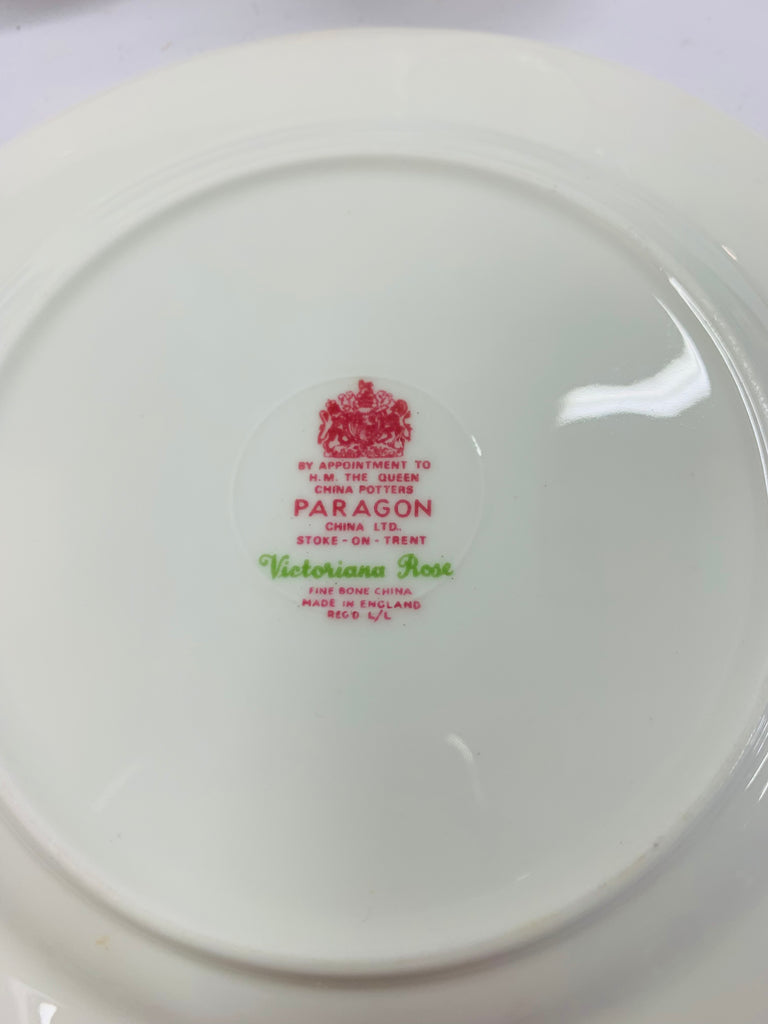 BY APPOINTMENT TO
H.M. THE QUEEN
CHINA POTTERS
PARAGON
CHINA LTD.
STOKE-ON-TRENT
Victoriana Rose
FINE BONE CHINA
MADE IN ENGLAND
REG'D L/L